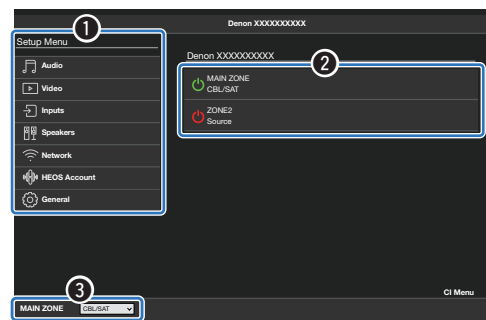 Denon XXXXXXXXXX
1
Setup Menu
Audio
Video
Inputs
Speakers
Network
HEOS Account
General
Denon XXXXXXXXXX
2
MAIN ZONE
CBL/SAT
ZONE2
Source
3
CI Menu
MAIN ZONE CBL/SAT